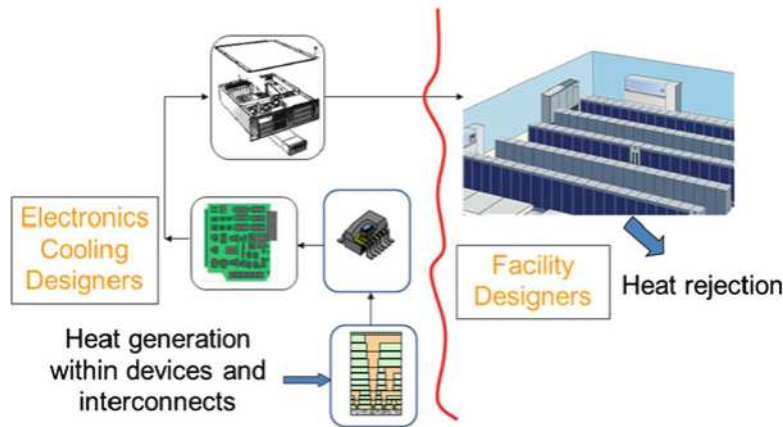 Electronics
Cooling
Designers
Heat generation
within devices and
interconnects
Facility
Designers
Heat rejection